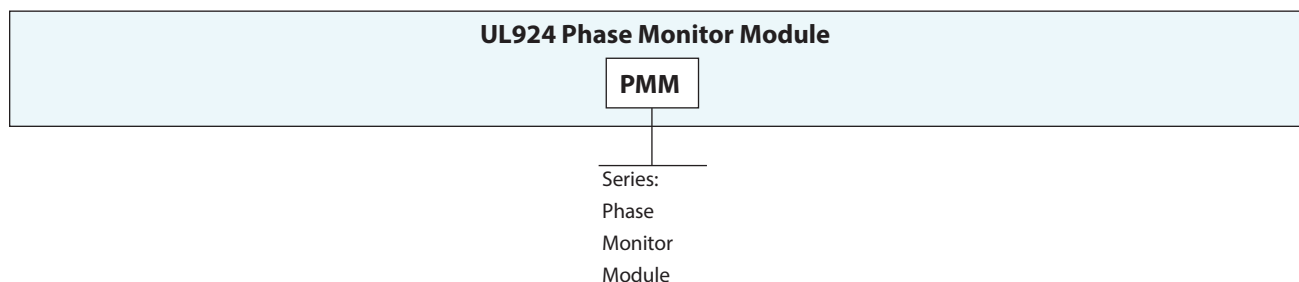 UL924 Phase Monitor Module
PMM
Series:
Phase
Monitor
Module